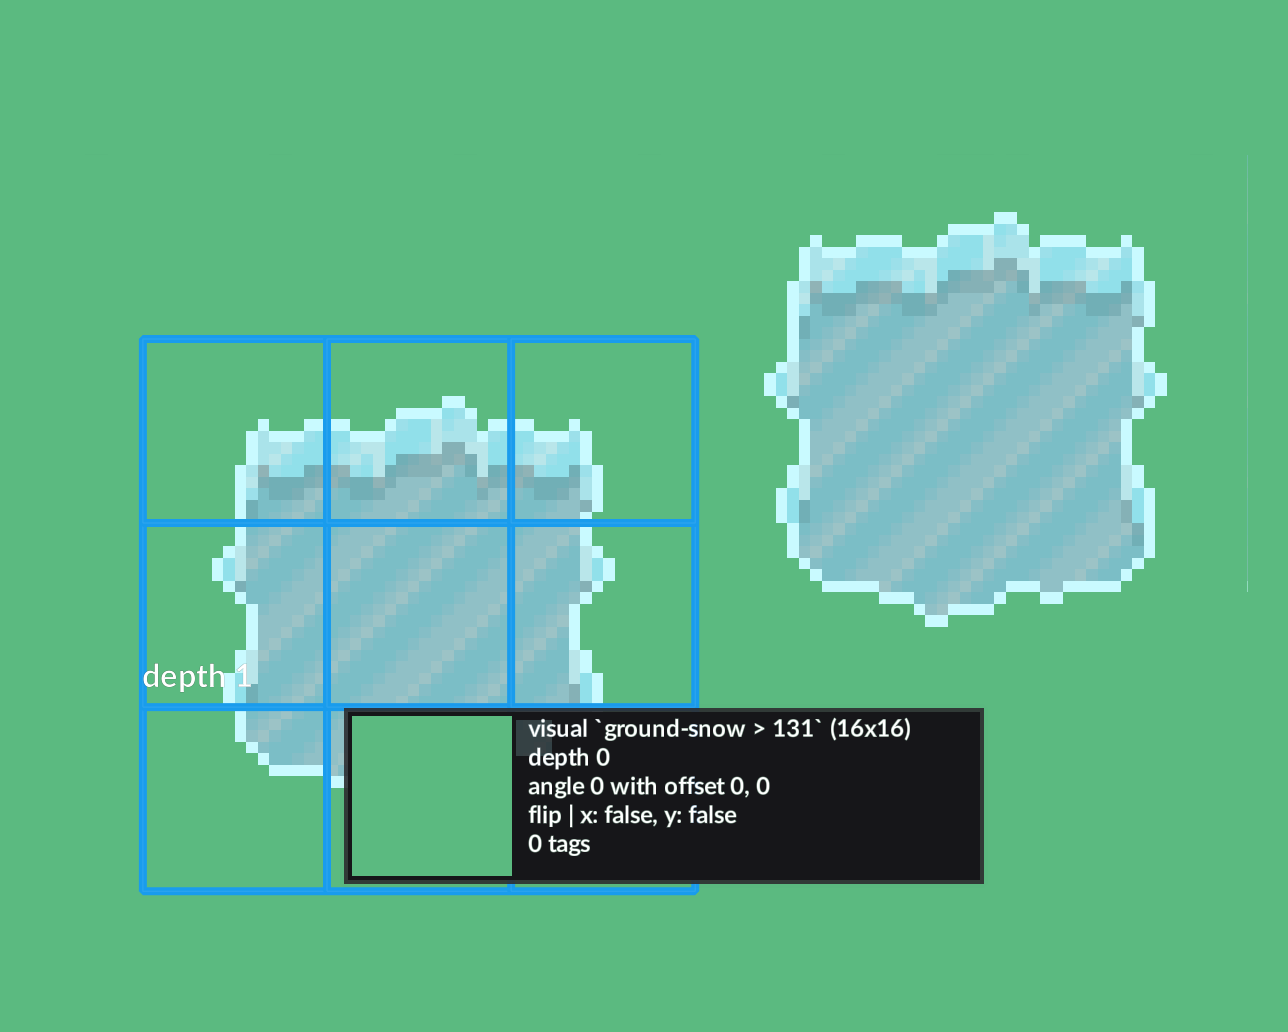 depth 1
visual `ground-snow > 131` (16x16)
depth 0
angle 0 with offset 0, 0
flip | x: false, y: false
0 tags